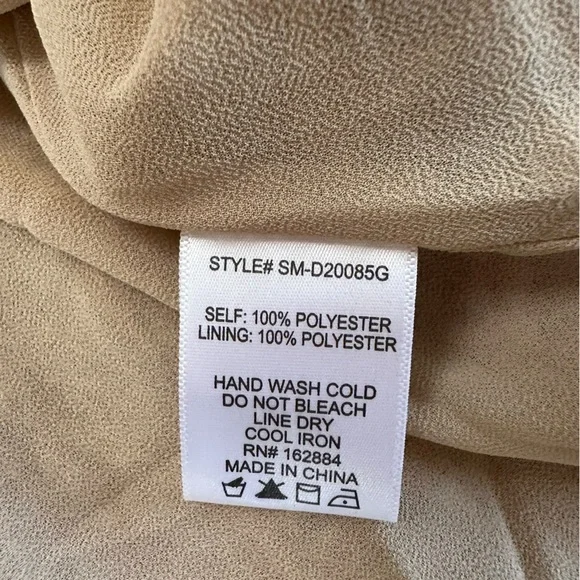 STYLE# SM-D20085G
SELF: 100% POLYESTER
LINING: 100% POLYESTER
HAND WASH COLD
DO NOT BLEACH
LINE DRY
COOL IRON
RN# 162884
MADE IN CHINA